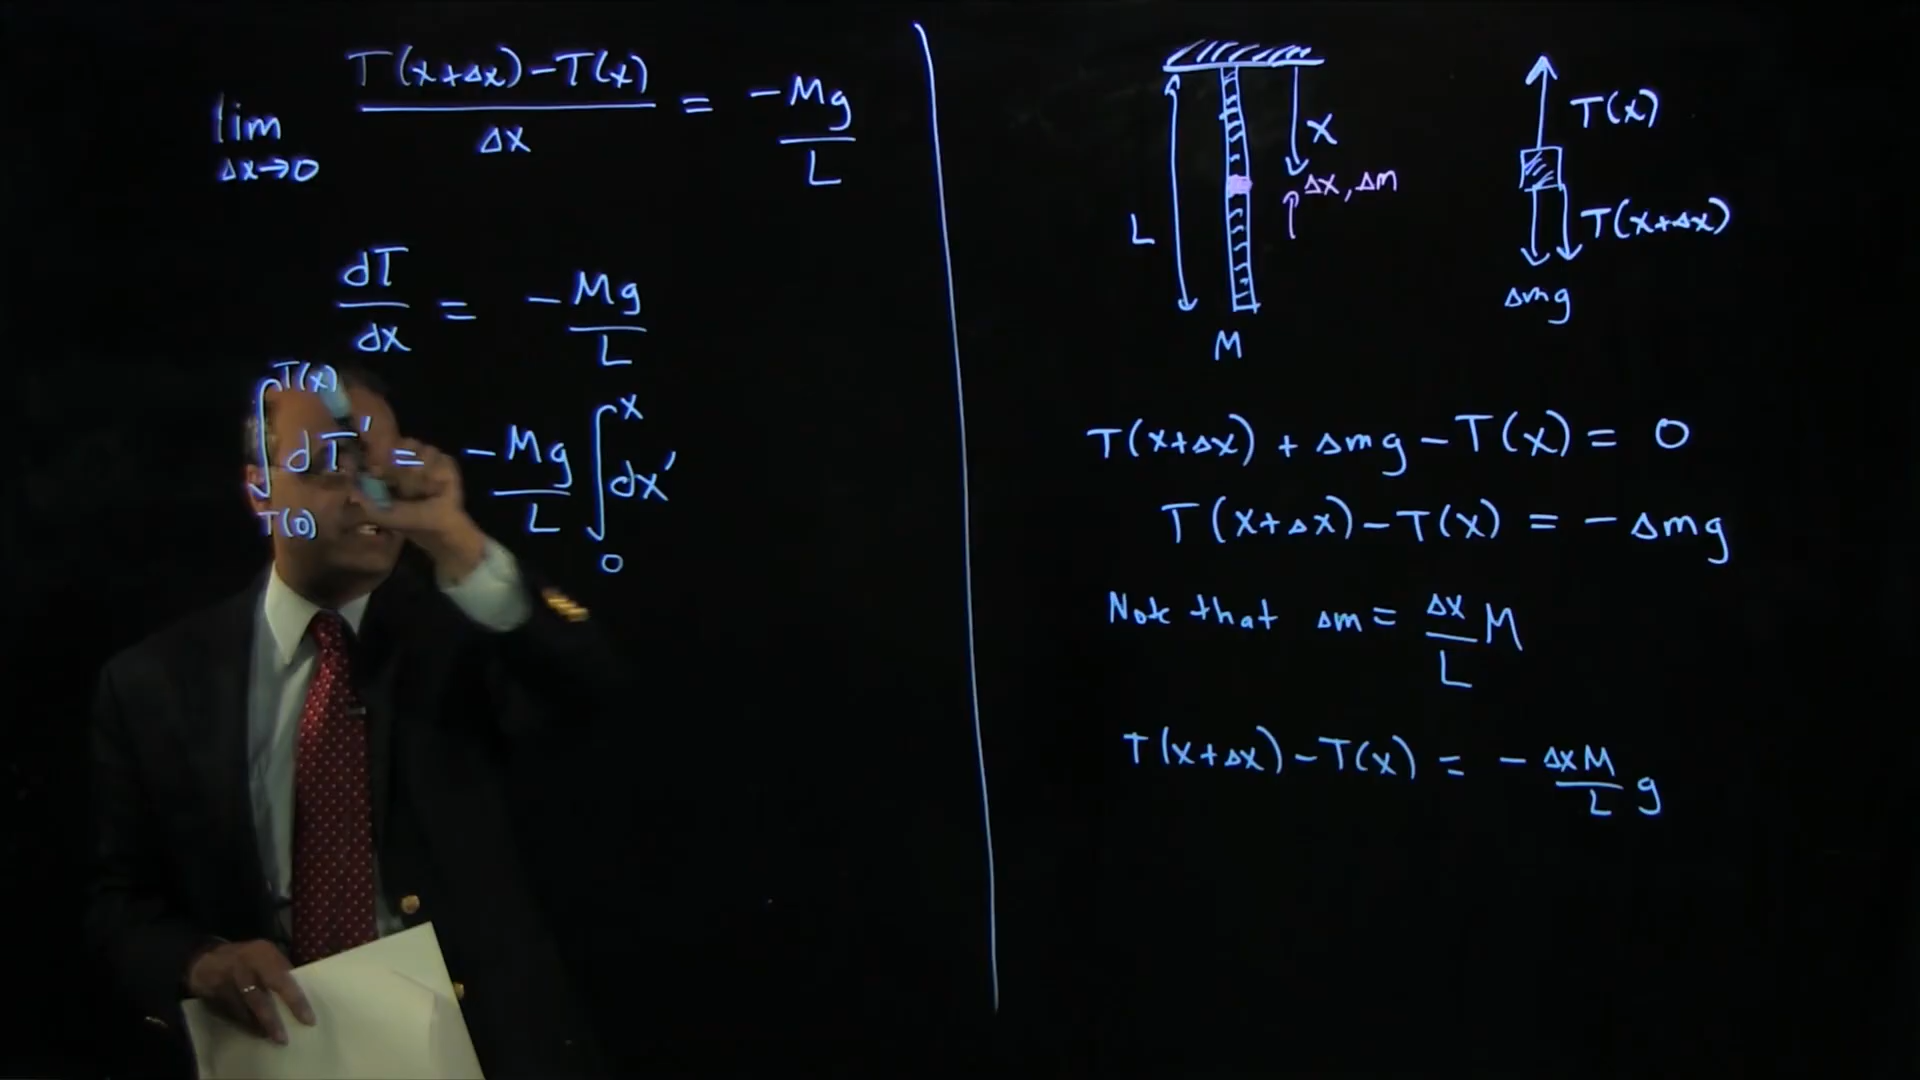 lim Δx→0 T(x+Δx)-T(x) / Δx = -Mg / L
dT / dx = -Mg / L
∫ T(0) T(x) dT' = -Mg / L ∫ 0 x dx'
L
M
x
Δx, Δm
T(x)
T(x+Δx)
Δmg
T(x+Δx) + Δmg - T(x) = 0
T(x+Δx) - T(x) = -Δmg
Note that Δm = Δx / L M
T(x+Δx) - T(x) = - ΔxM / L g